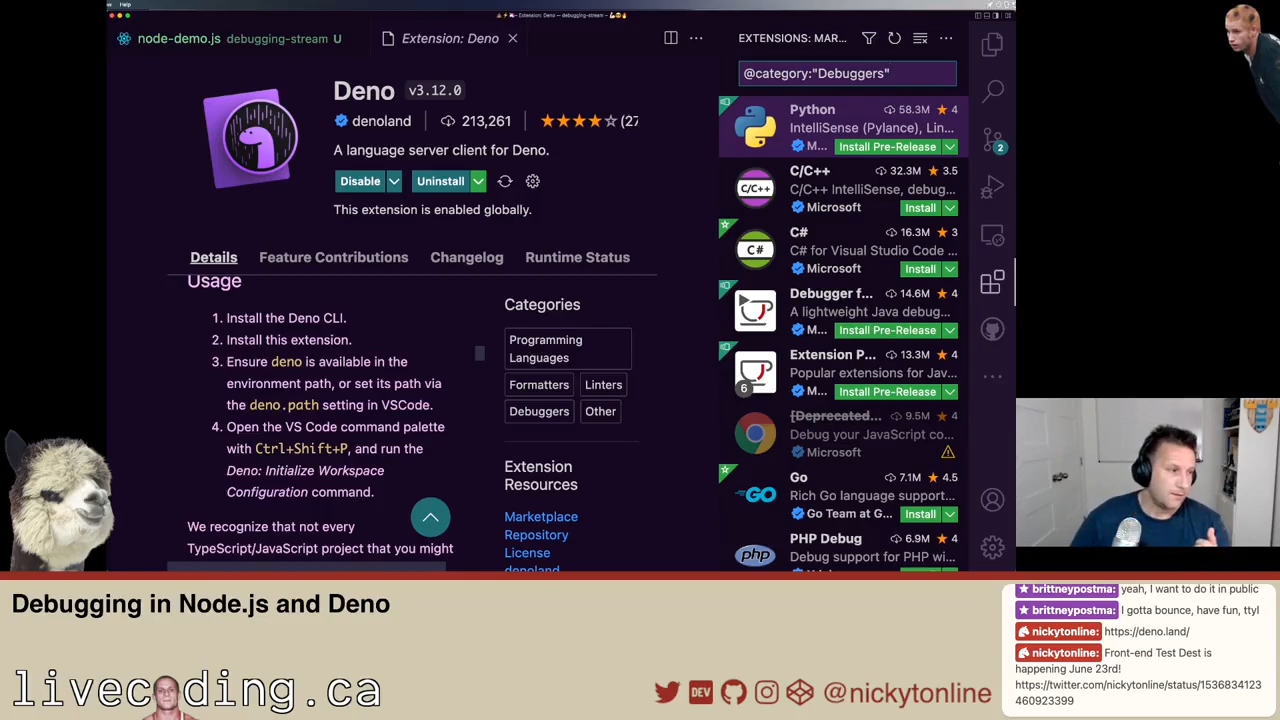 Help
Extension: Deno — debugging-stream
node-demo.js debugging-stream U
Extension: Deno
EXTENSIONS: MAR...
@category:"Debuggers"
Deno v3.12.0
denoland
213,261
(27
A language server client for Deno.
Disable
Uninstall
This extension is enabled globally.
Details
Feature Contributions
Changelog
Runtime Status
Usage
1. Install the Deno CLI.
2. Install this extension.
3. Ensure deno is available in the
environment path, or set its path via
the deno.path setting in VSCode.
4. Open the VS Code command palette
with Ctrl+Shift+P, and run the
Deno: Initialize Workspace
Configuration command.
We recognize that not every
TypeScript/JavaScript project that you might
Categories
Programming
Languages
Formatters
Linters
Debuggers
Other
Extension
Resources
Marketplace
Repository
License
denoland
Python 58.3M 4
IntelliSense (Pylance), Lin...
M... Install Pre-Release
C/C++ 32.3M 3.5
C/C++
C/C++ IntelliSense, debug...
Microsoft Install
C# 16.3M 3
C#
C# for Visual Studio Code ...
Microsoft Install
Debugger f... 14.6M 4
A lightweight Java debug...
M... Install Pre-Release
Extension P... 13.3M 4
Popular extensions for Jav...
6
M... Install Pre-Release
[Deprecated... 9.5M 4
Debug your JavaScript co...
Microsoft
Go 7.1M 4.5
GO
Rich Go language support...
Go Team at G... Install
PHP Debug 6.9M 4
php
Debug support for PHP wi...
2
Debugging in Node.js and Deno
livecoding.ca
DEV
@nickytonline
brittneypostma: yeah, I want to do it in public
brittneypostma: I gotta bounce, have fun, ttyl
nickytonline: https://deno.land/
nickytonline: Front-end Test Dest is
happening June 23rd!
https://twitter.com/nickytonline/status/1536834123
460923399